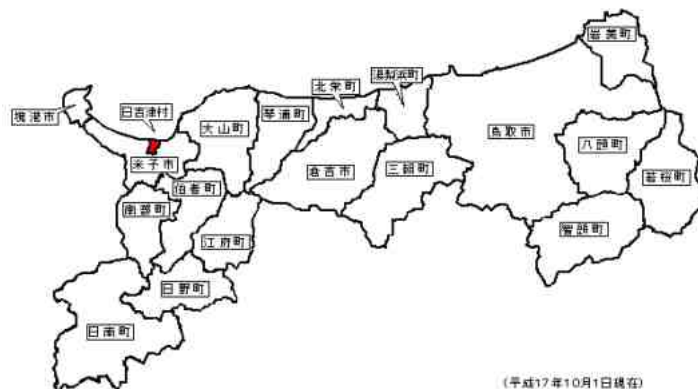 岩美町
湯梨浜町
北栄町
境港市
日吉津村
大山町
琴浦町
鳥取市
八頭町
米子市
倉吉市
三朝町
若桜町
伯耆町
南部町
江府町
智頭町
日野町
日南町
(平成17年10月1日現在)